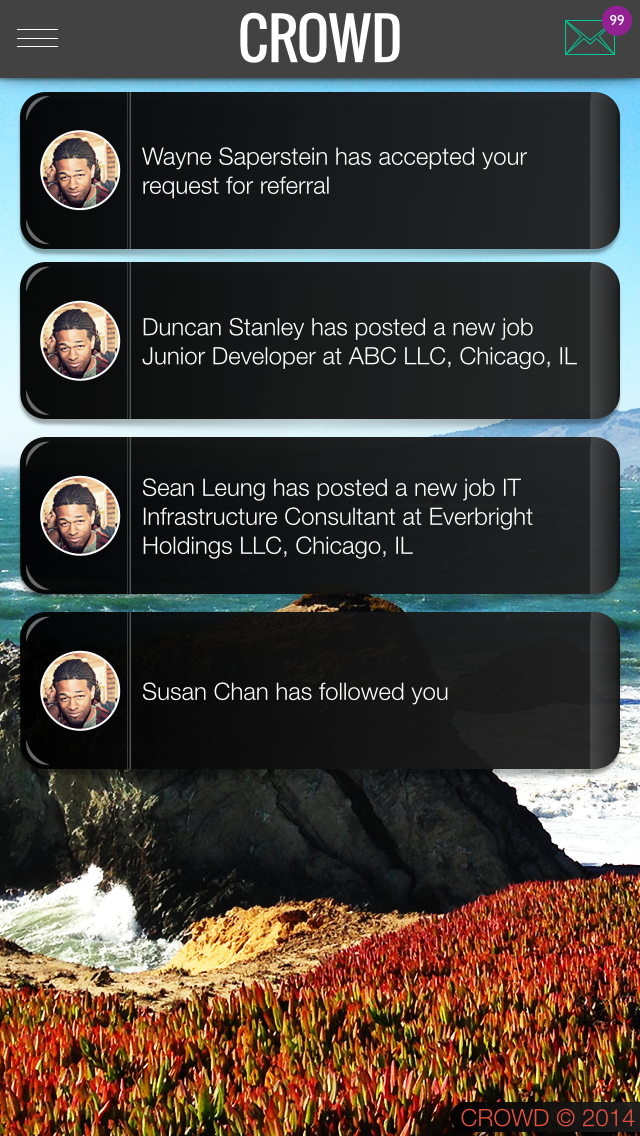 CROWD
99
Wayne Saperstein has accepted your
request for referral
Duncan Stanley has posted a new job
Junior Developer at ABC LLC, Chicago, IL
Sean Leung has posted a new job IT
Infrastructure Consultant at Everbright
Holdings LLC, Chicago, IL
Susan Chan has followed you
CROWD © 2014